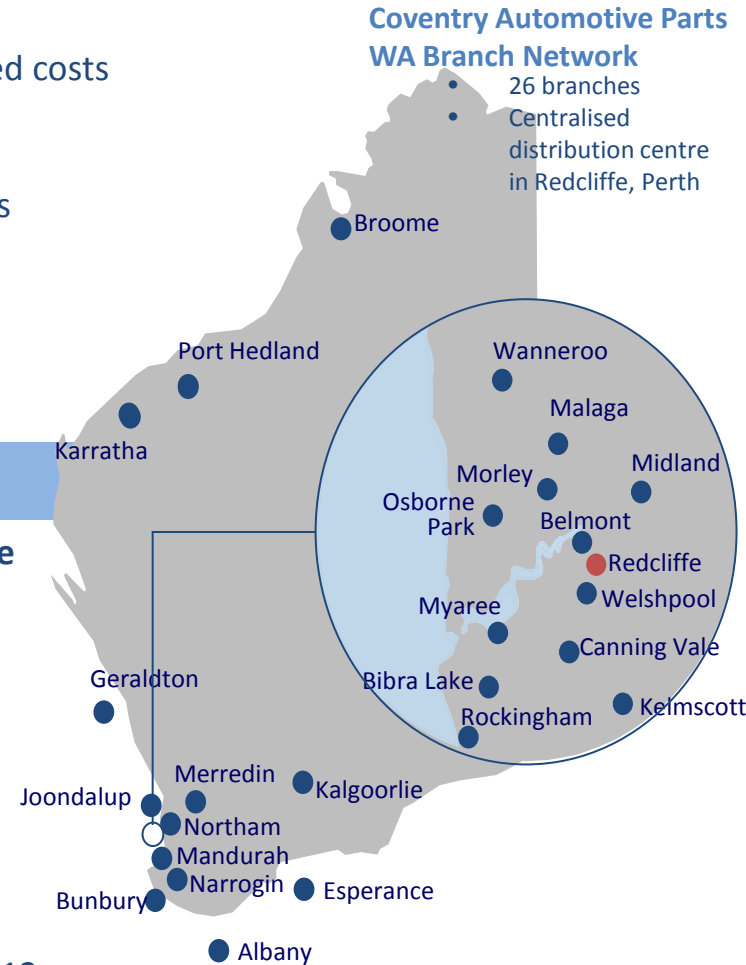 Coventry Automotive Parts
WA Branch Network
ed costs
• 26 branches
• Centralised
distribution centre
in Redcliffe, Perth
s
Broome
Port Hedland
Wanneroo
Malaga
Karratha
Morley
Midland
Osborne
Park
Belmont
e
Redcliffe
Welshpool
Myaree
Canning Vale
Geraldton
Bibra Lake
Kelmscott
Rockingham
Merredin
Kalgoorlie
Joondalup
Northam
Mandurah
Narrogin
Esperance
Bunbury
Albany